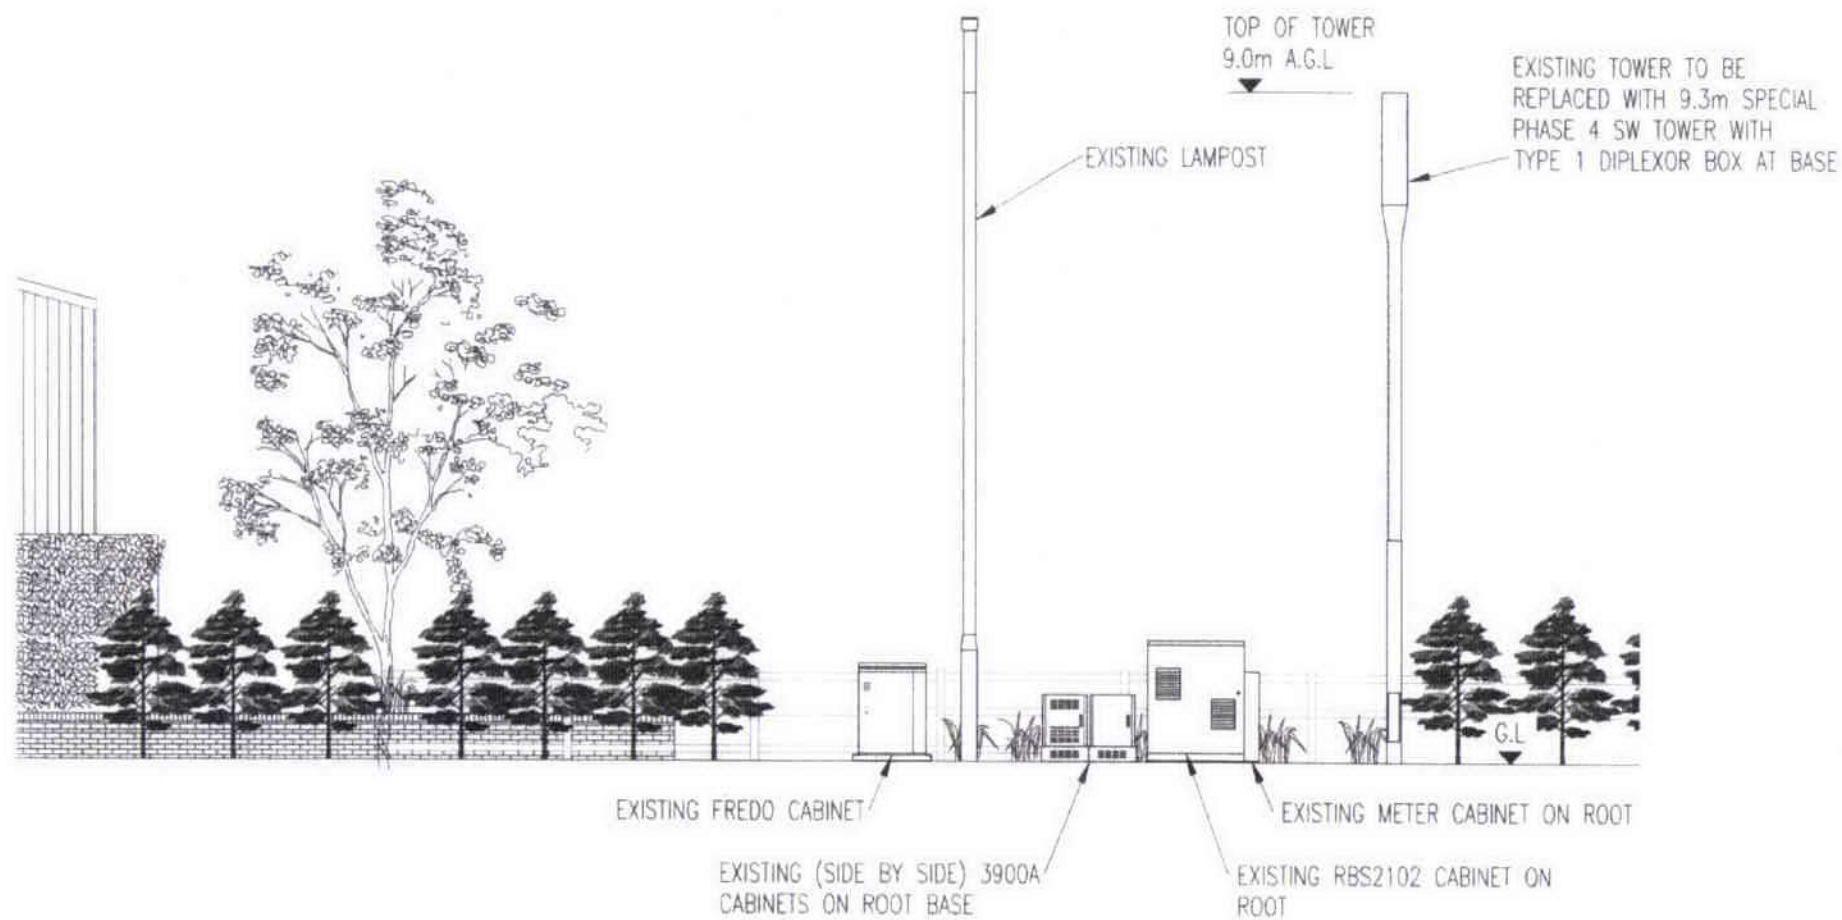 TOP OF TOWER
9.0m A.G.L
EXISTING TOWER TO BE
REPLACED WITH 9.3m SPECIAL
PHASE 4 SW TOWER WITH
TYPE 1 DIPLEXOR BOX AT BASE
EXISTING LAMPOST
G.L
EXISTING FREDO CABINET
EXISTING METER CABINET ON ROOT
EXISTING (SIDE BY SIDE) 3900A
CABINETS ON ROOT BASE
EXISTING RBS2102 CABINET ON
ROOT